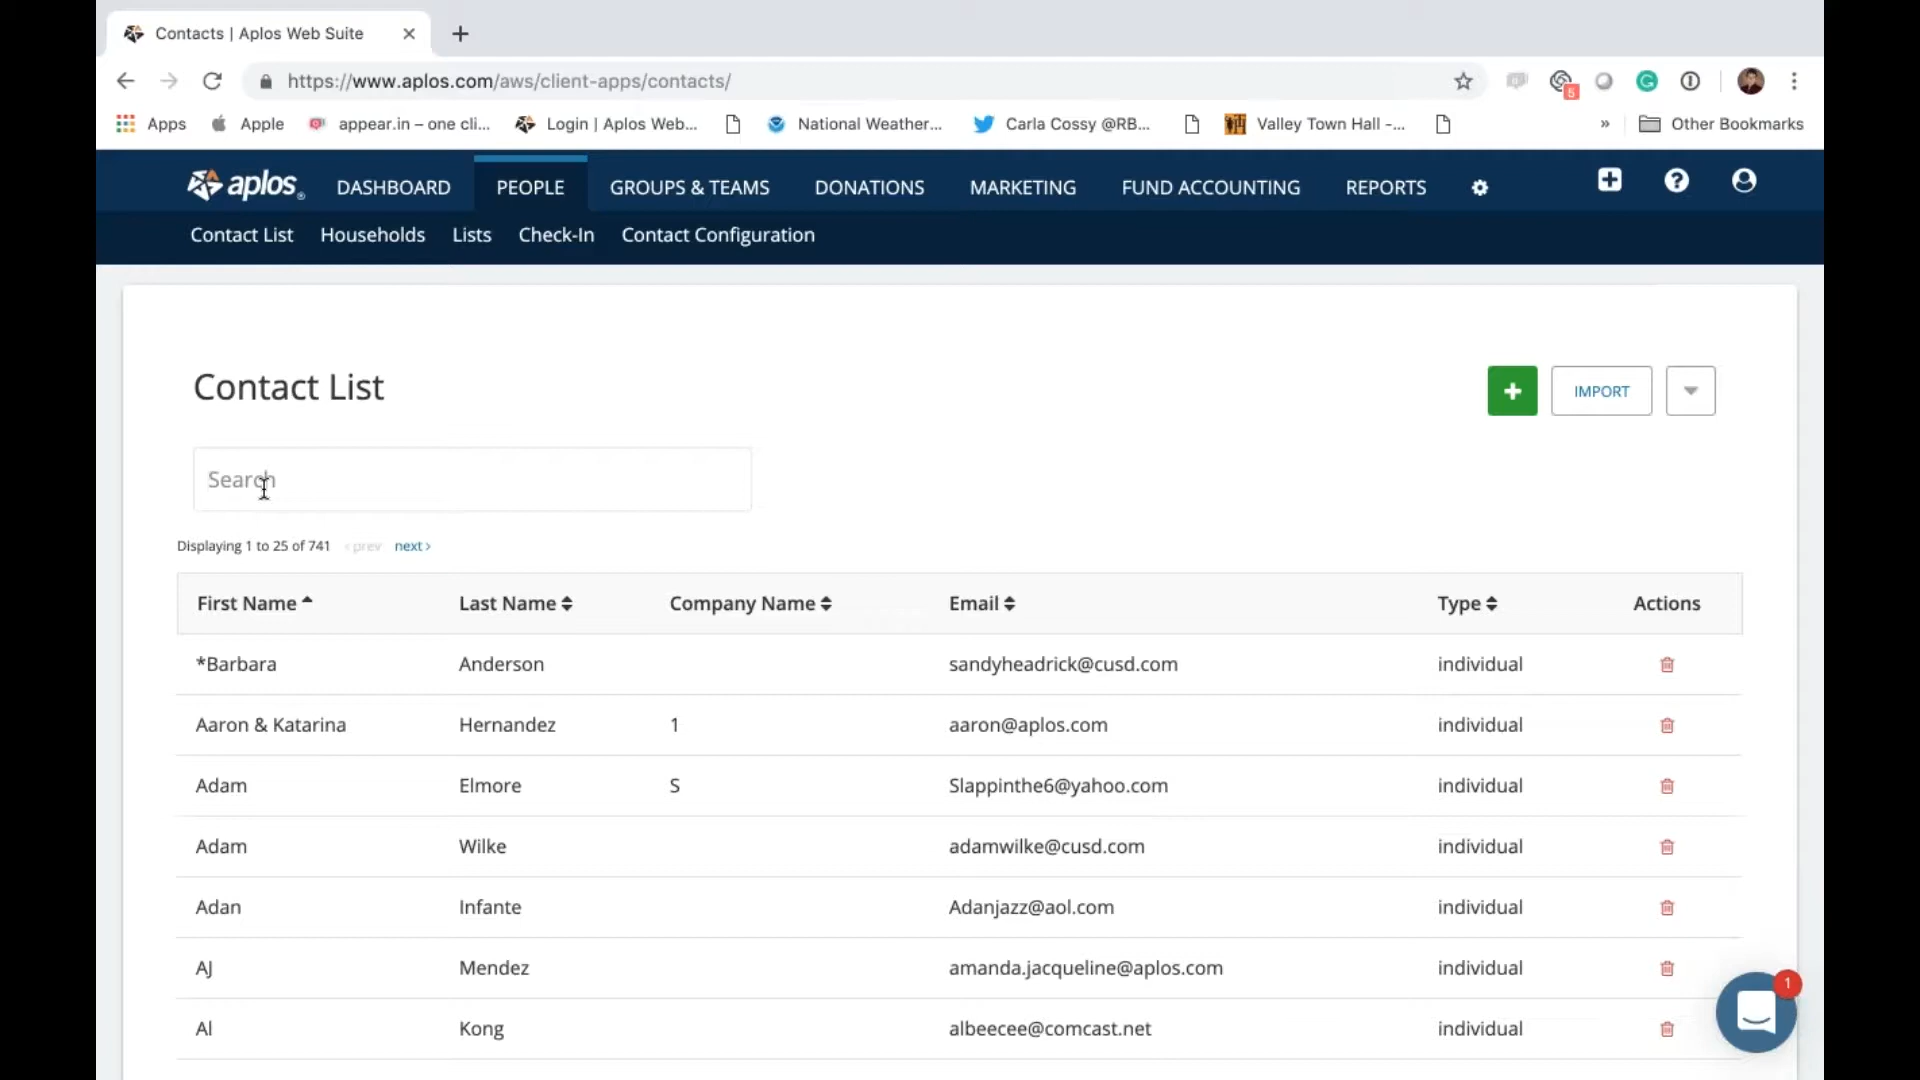 Contacts | Aplos Web Suite
https://www.aplos.com/aws/client-apps/contacts/
5
Apps Apple appear.in – one cli... Login | Aplos Web... National Weather... Carla Cossy @RB... Valley Town Hall -... » Other Bookmarks
aplos DASHBOARD PEOPLE GROUPS & TEAMS DONATIONS MARKETING FUND ACCOUNTING REPORTS
Contact List Households Lists Check-In Contact Configuration
Contact List
IMPORT
Search
Displaying 1 to 25 of 741 ‹ prev next ›
First Name Last Name Company Name Email Type Actions
*Barbara Anderson sandyheadrick@cusd.com individual
Aaron & Katarina Hernandez 1 aaron@aplos.com individual
Adam Elmore S Slappinthe6@yahoo.com individual
Adam Wilke adamwilke@cusd.com individual
Adan Infante Adanjazz@aol.com individual
AJ Mendez amanda.jacqueline@aplos.com individual
1
Al Kong albeecee@comcast.net individual